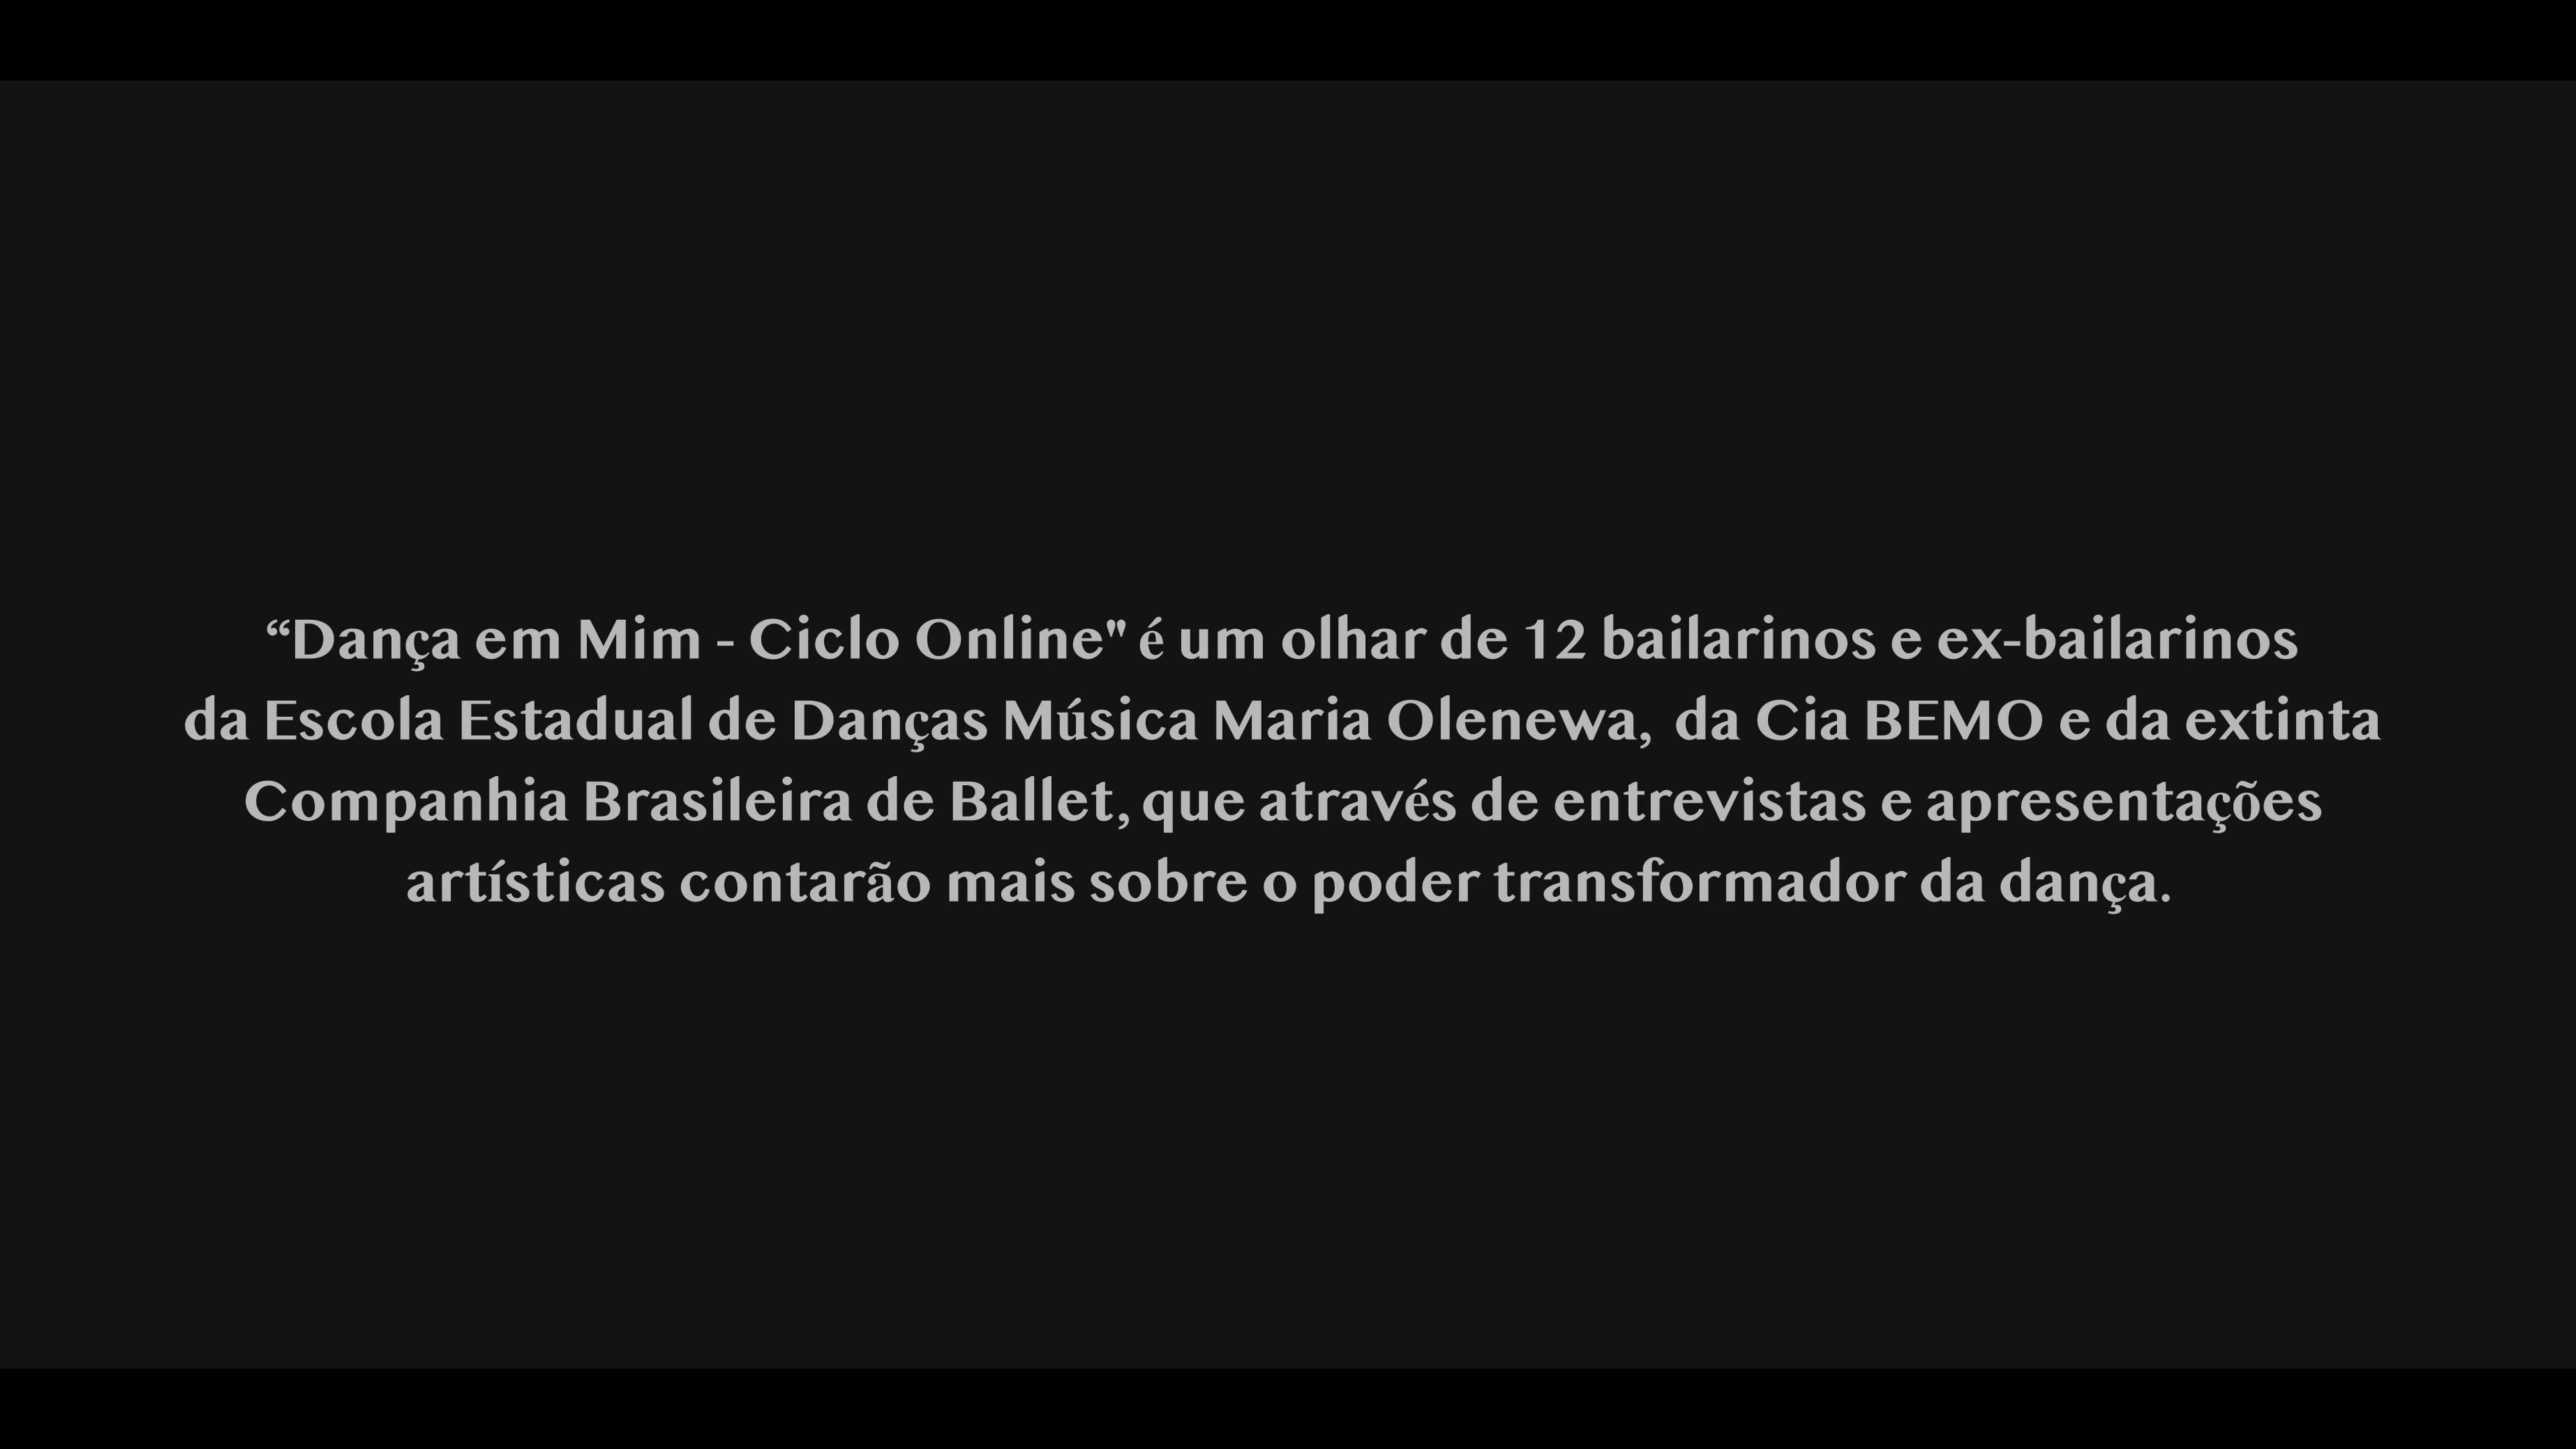 “Dança em Mim - Ciclo Online" é um olhar de 12 bailarinos e ex-bailarinos
da Escola Estadual de Danças Música Maria Olenewa, da Cia BEMO e da extinta
Companhia Brasileira de Ballet, que através de entrevistas e apresentações
artísticas contarão mais sobre o poder transformador da dança.